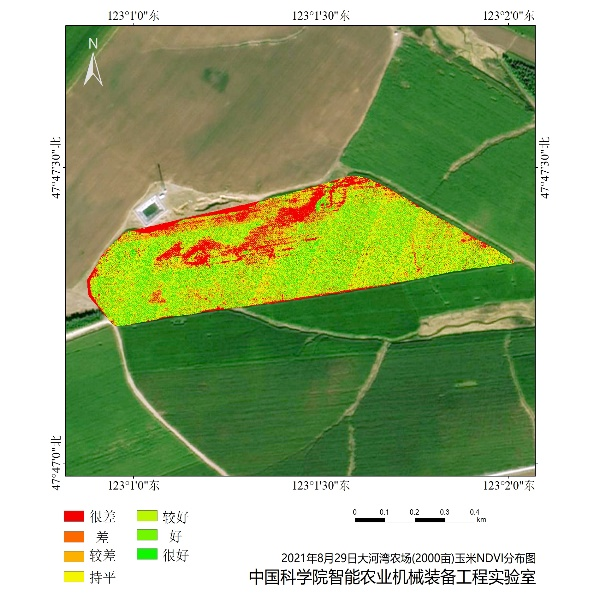 123°1'0"东 123°1'30"东 123°2'0"东
N
47°47'30"北 47°47'30"北
47°47'0"北
123°1'0"东 123°1'30"东 123°2'0"东
很差 较好
差 好
较差 很好
持平
0 0.1 0.2 0.3 0.4
km
2021年8月29日大河湾农场(2000亩)玉米NDVI分布图
中国科学院智能农业机械装备工程实验室